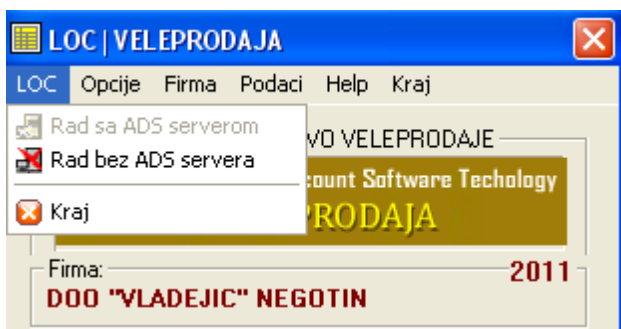 LOC | VELEPRODAJA
LOC Opcije Firma Podaci Help Kraj
Rad sa ADS serverom
VO VELEPRODAJE
Rad bez ADS servera
ount Software Techology
Kraj
PRODAJA
Firma:
2011
DOO "VLADEJIC" NEGOTIN